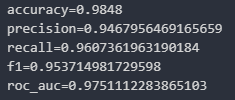 accuracy=0.9848
precision=0.9467956469165659
recall=0.9607361963190184
f1=0.953714981729598
roc_auc=0.9751112283865103